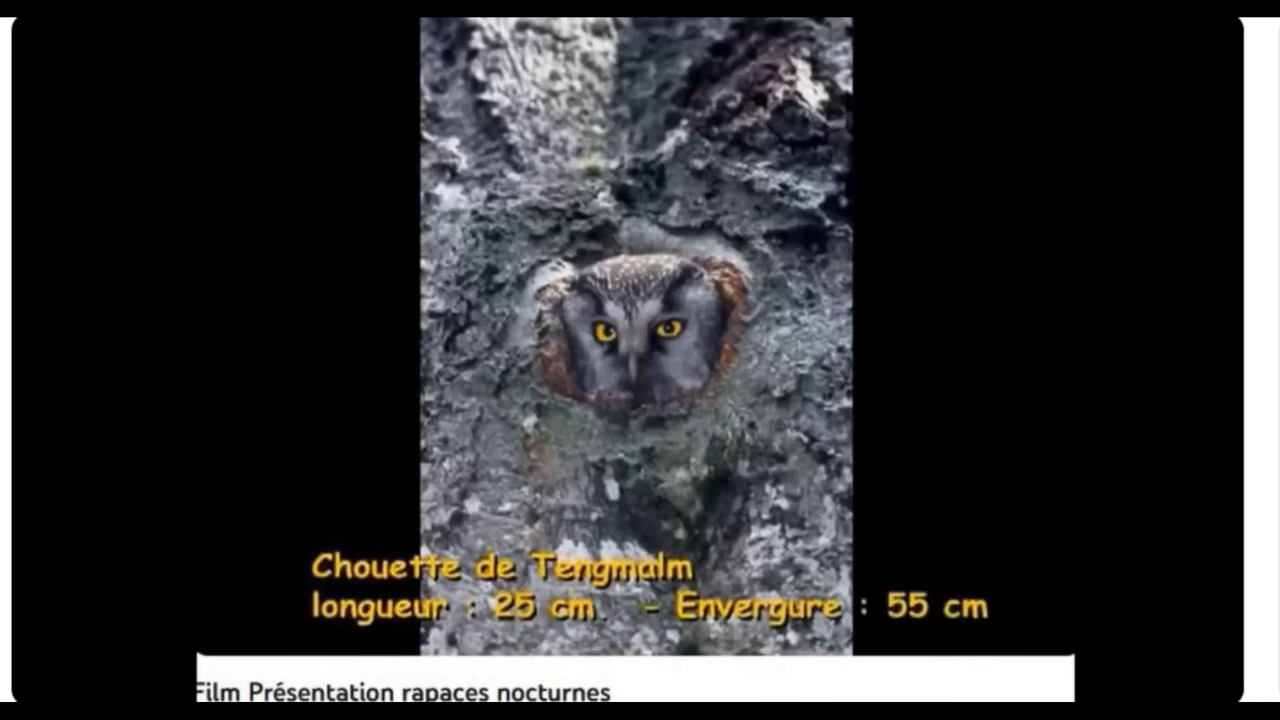 Chouette de Tengmalm
longueur : 25 cm - Envergure : 55 cm
Film Présentation rapaces nocturnes